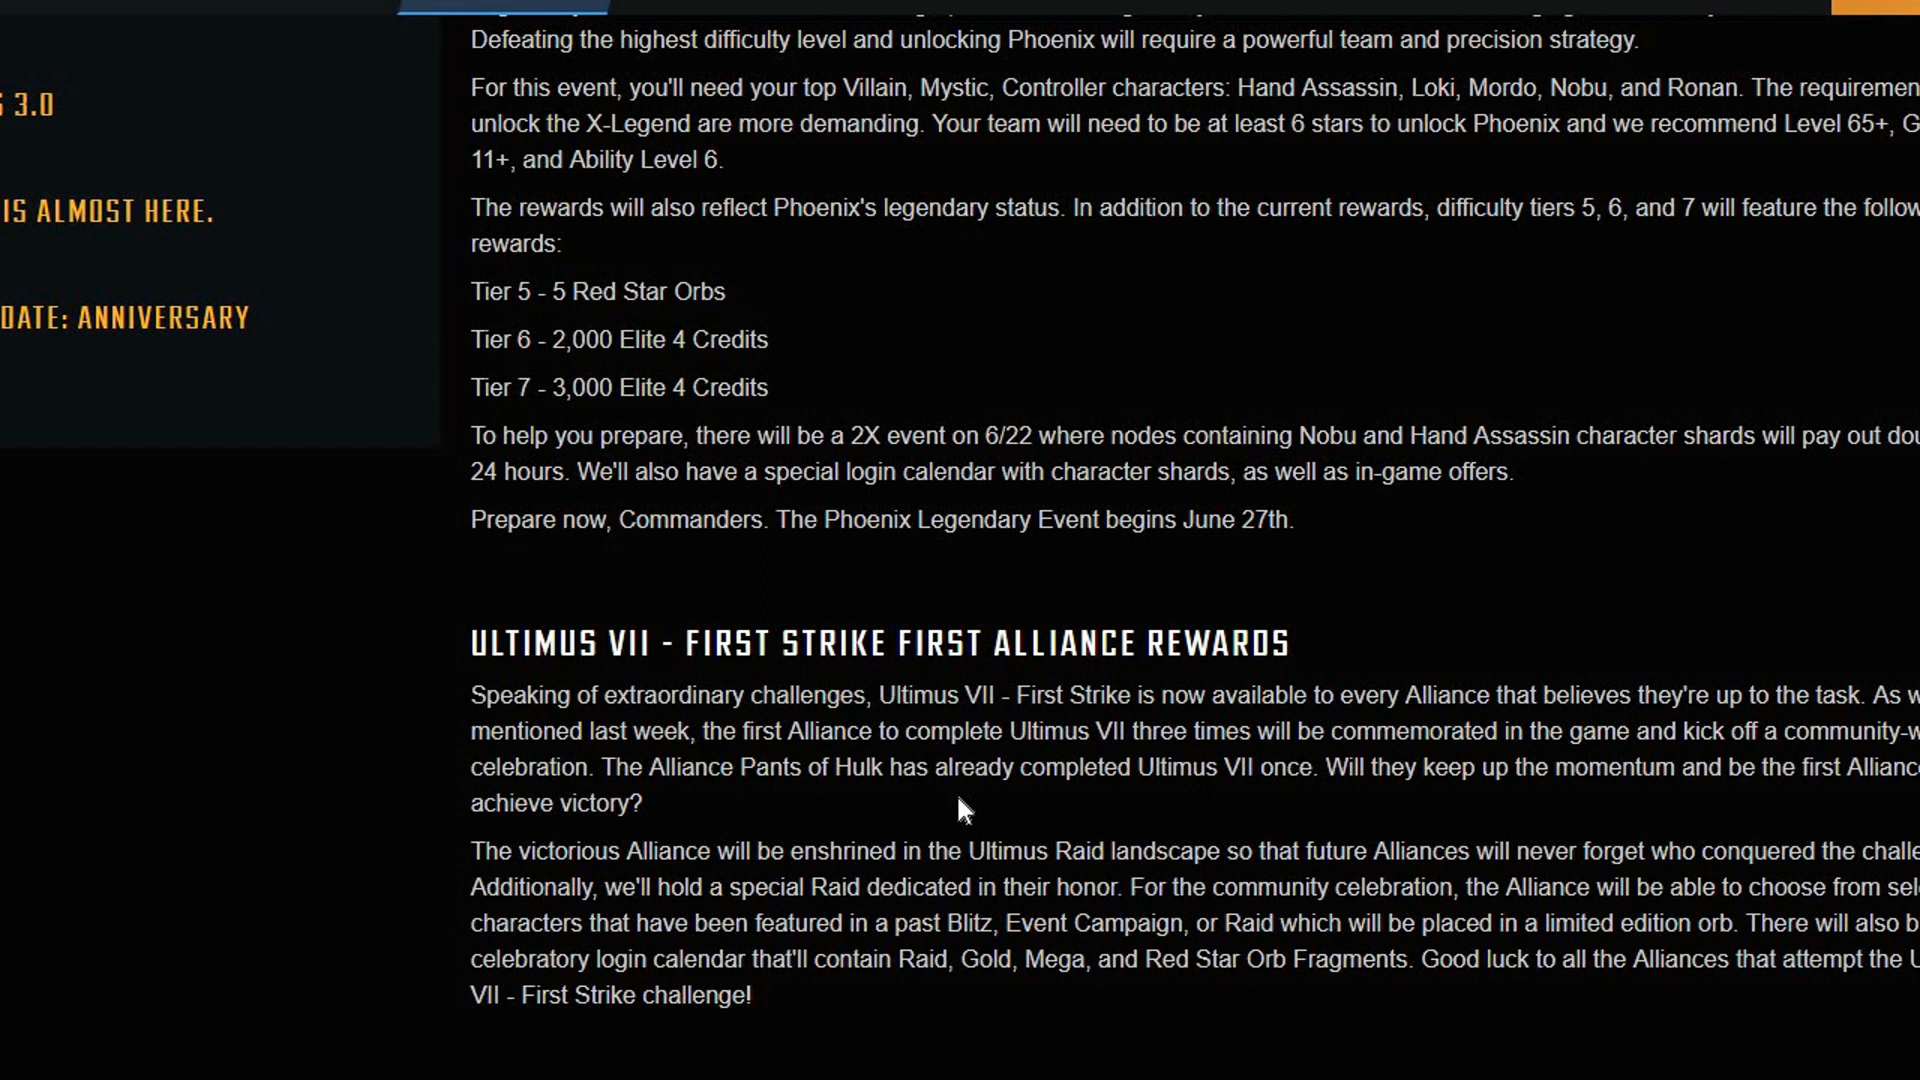 3.0
IS ALMOST HERE.
DATE: ANNIVERSARY
Defeating the highest difficulty level and unlocking Phoenix will require a powerful team and precision strategy.
For this event, you'll need your top Villain, Mystic, Controller characters: Hand Assassin, Loki, Mordo, Nobu, and Ronan. The requiremen
unlock the X-Legend are more demanding. Your team will need to be at least 6 stars to unlock Phoenix and we recommend Level 65+, G
11+, and Ability Level 6.
The rewards will also reflect Phoenix's legendary status. In addition to the current rewards, difficulty tiers 5, 6, and 7 will feature the follow
rewards:
Tier 5 - 5 Red Star Orbs
Tier 6 - 2,000 Elite 4 Credits
Tier 7 - 3,000 Elite 4 Credits
To help you prepare, there will be a 2X event on 6/22 where nodes containing Nobu and Hand Assassin character shards will pay out dou
24 hours. We'll also have a special login calendar with character shards, as well as in-game offers.
Prepare now, Commanders. The Phoenix Legendary Event begins June 27th.
ULTIMUS VII - FIRST STRIKE FIRST ALLIANCE REWARDS
Speaking of extraordinary challenges, Ultimus VII - First Strike is now available to every Alliance that believes they're up to the task. As w
mentioned last week, the first Alliance to complete Ultimus VII three times will be commemorated in the game and kick off a community-w
celebration. The Alliance Pants of Hulk has already completed Ultimus VII once. Will they keep up the momentum and be the first Alliance
achieve victory?
The victorious Alliance will be enshrined in the Ultimus Raid landscape so that future Alliances will never forget who conquered the challe
Additionally, we'll hold a special Raid dedicated in their honor. For the community celebration, the Alliance will be able to choose from sel
characters that have been featured in a past Blitz, Event Campaign, or Raid which will be placed in a limited edition orb. There will also b
celebratory login calendar that'll contain Raid, Gold, Mega, and Red Star Orb Fragments. Good luck to all the Alliances that attempt the U
VII - First Strike challenge!